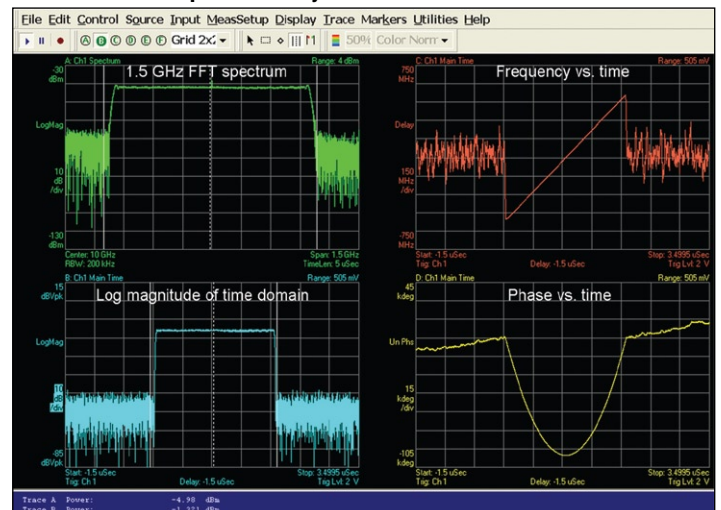 File Edit Control Source Input MeasSetup Display Trace Markers Utilities Help
A B C D E F Grid 2x2 50% Color Norm
A: Ch1 Spectrum Range: 4 dBm
-30 dBm
1.5 GHz FFT spectrum
LogMag
10 dB /div
-130 dBm
Center: 10 GHz Span: 1.5 GHz
RBW: 200 kHz TimeLen: 5 uSec
C: Ch1 Main Time Range: 505 mV
750 MHz
Frequency vs. time
Delay
150 MHz /div
-750 MHz
Start: -1.5 uSec Stop: 3.4995 uSec
Trig: Ch1 Delay: -1.5 uSec Trig Lvl: 2 V
B: Ch1 Main Time Range: 505 mV
15 dBVpk
Log magnitude of time domain
LogMag
10 dB /div
-85 dBVpk
Start: -1.5 uSec Stop: 3.4995 uSec
Trig: Ch1 Delay: -1.5 uSec Trig Lvl: 2 V
D: Ch1 Main Time Range: 505 mV
45 kdeg
Phase vs. time
Un Phs
15 kdeg /div
-105 kdeg
Start: -1.5 uSec Stop: 3.4995 uSec
Trig: Ch1 Delay: -1.5 uSec Trig Lvl: 2 V
Trace A Power: -4.98 dBm